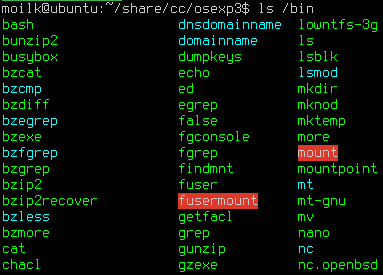 moilk@ubuntu:~/share/cc/osexp3$ ls /bin
bash dnsdomainname lowntfs-3g
bunzip2 domainname ls
busybox dumpkeys lsblk
bzcat echo lsmod
bzcmp ed mkdir
bzdiff egrep mknod
bzegrep false mktemp
bzexe fgconsole more
bzfgrep fgrep mount
bzgrep findmnt mountpoint
bzip2 fuser mt
bzip2recover fusermount mt-gnu
bzless getfacl mv
bzmore grep nano
cat gunzip nc
chacl gzexe nc.openbsd